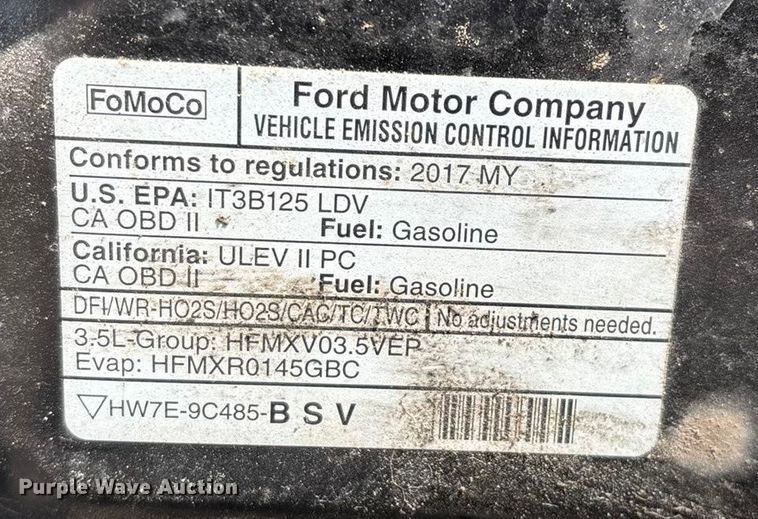 FoMoCo
Ford Motor Company
VEHICLE EMISSION CONTROL INFORMATION
Conforms to regulations: 2017 MY
U.S. EPA: IT3B125 LDV
CA OBD II Fuel: Gasoline
California: ULEV II PC
CA OBD II Fuel: Gasoline
DFI/WR-HO2S/HO2S/CAC/TC/TWC No adjustments needed.
3.5L-Group: HFMXV03.5VEP
Evap: HFMXR0145GBC
▽HW7E-9C485-B S V
Purple Wave Auction